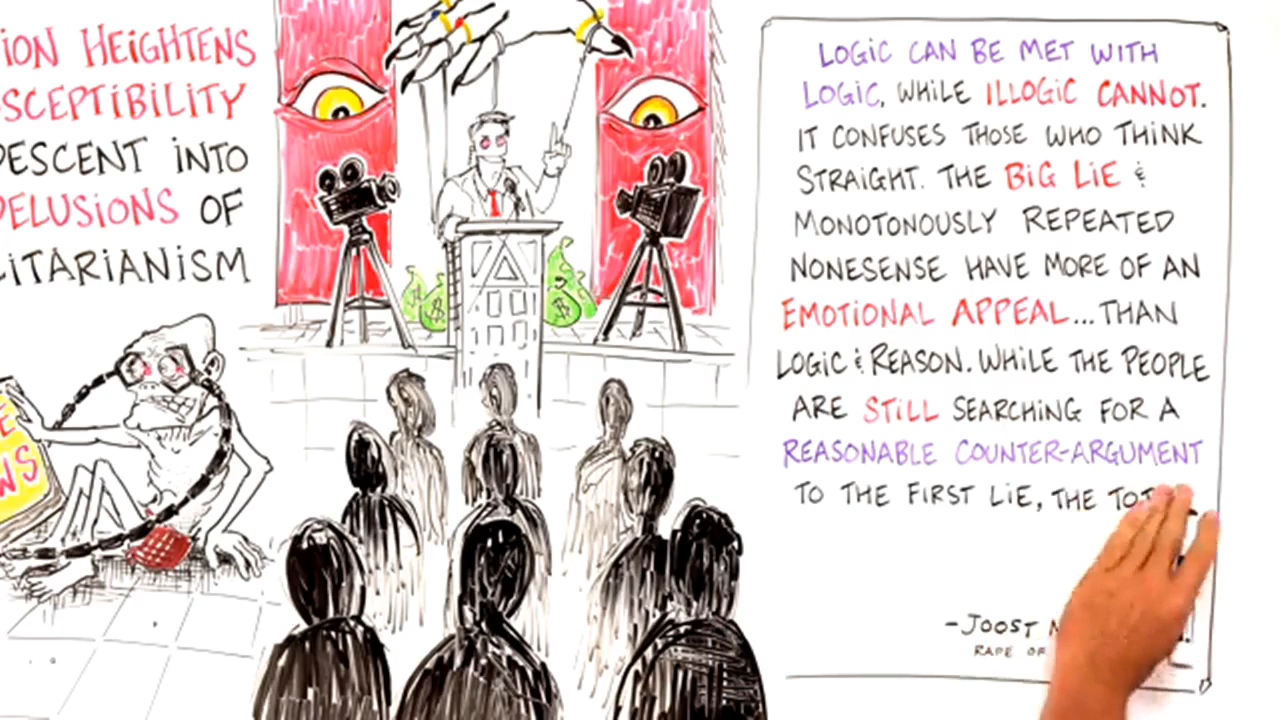 ION HEIGHTENS
SCEPTIBILITY
DESCENT INTO
DELUSIONS OF
LITARIANISM
E
WS
$
$
LOGIC CAN BE MET WITH
LOGIC, WHILE ILLOGIC CANNOT.
IT CONFUSES THOSE WHO THINK
STRAIGHT. THE BIG LIE &
MONOTONOUSLY REPEATED
NONESENSE HAVE MORE OF AN
EMOTIONAL APPEAL...THAN
LOGIC & REASON. WHILE THE PEOPLE
ARE STILL SEARCHING FOR A
REASONABLE COUNTER-ARGUMENT
TO THE FIRST LIE, THE TOT
-JOOST M
RAPE OF